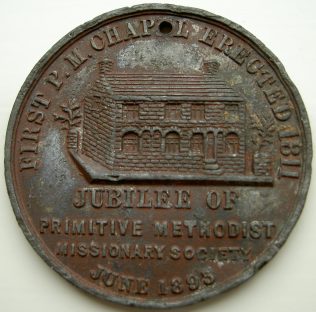 FIRST P. M. CHAPEL ERECTED 1811
JUBILEE OF
PRIMITIVE METHODIST
MISSIONARY SOCIETY
JUNE 1893